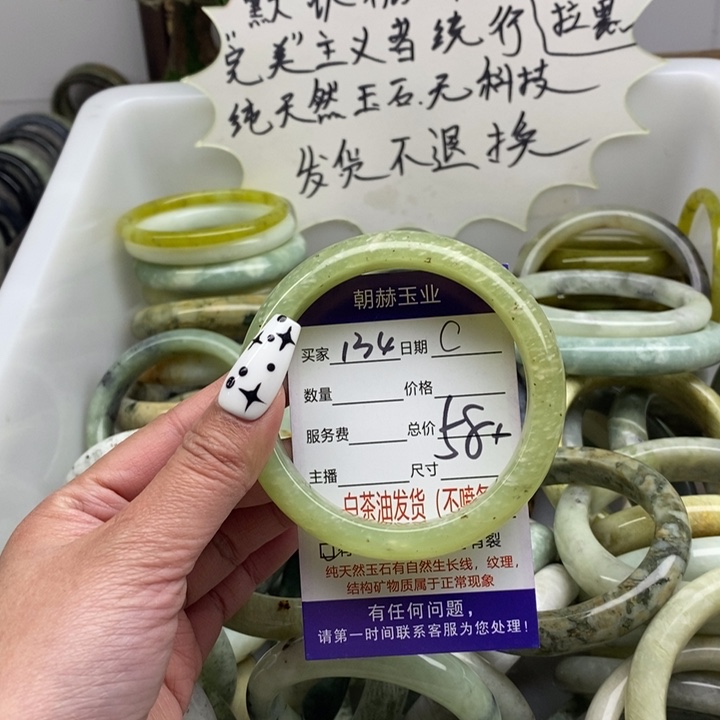 "完美"主义者绕行
拉黑
纯天然玉石.无科技
发货不退换
朝赫玉业
买家 134 日期 C
数量 价格
服务费 总价 58+
主播 尺寸
白茶油发货(不喷
裂
纯天然玉石有自然生长线,纹理,
结构矿物质属于正常现象
有任何问题,
请第一时间联系客服为您处理!